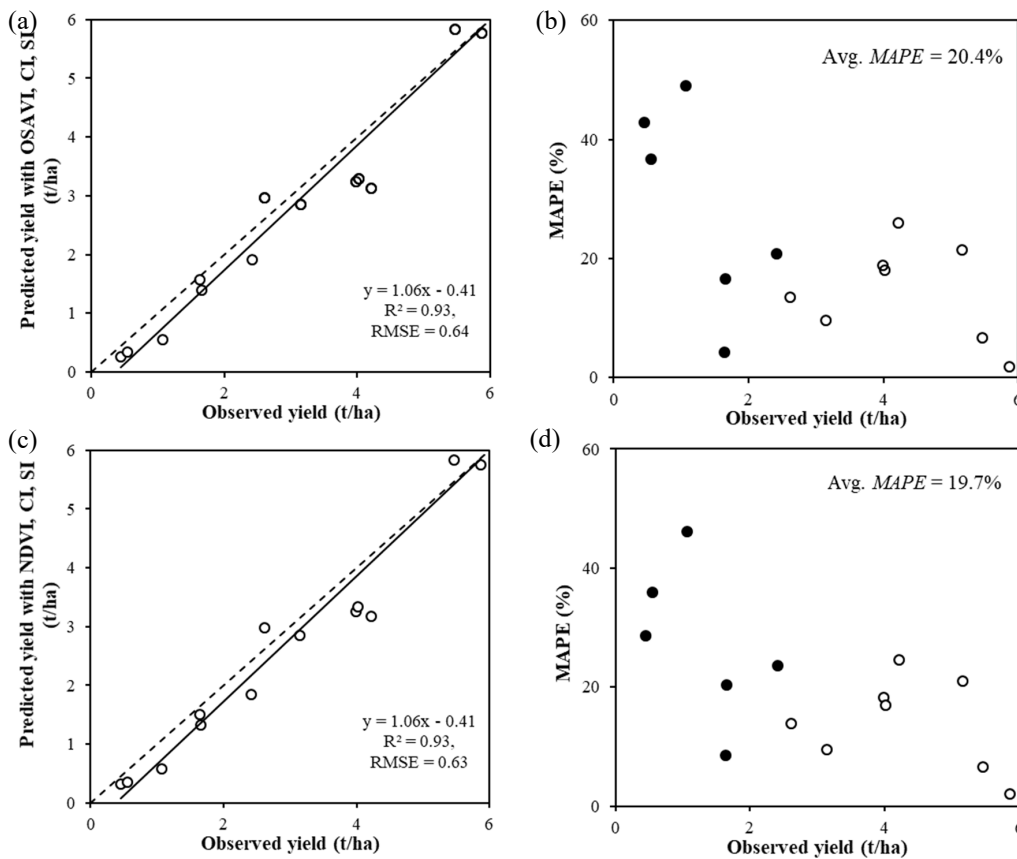 (a)
Predicted yield with OSAVI, CI, SI
(t/ha)
6
5
4
3
2
1
0
y = 1.06x - 0.41
R² = 0.93,
RMSE = 0.64
0 2 4 6
Observed yield (t/ha)
(b)
MAPE (%)
60
40
20
0
Avg. MAPE = 20.4%
0 2 4 6
Observed yield (t/ha)
(c)
Predicted yield with NDVI, CI, SI
(t/ha)
6
5
4
3
2
1
0
y = 1.06x - 0.41
R² = 0.93,
RMSE = 0.63
0 2 4 6
Observed yield (t/ha)
(d)
MAPE (%)
60
40
20
0
Avg. MAPE = 19.7%
0 2 4 6
Observed yield (t/ha)